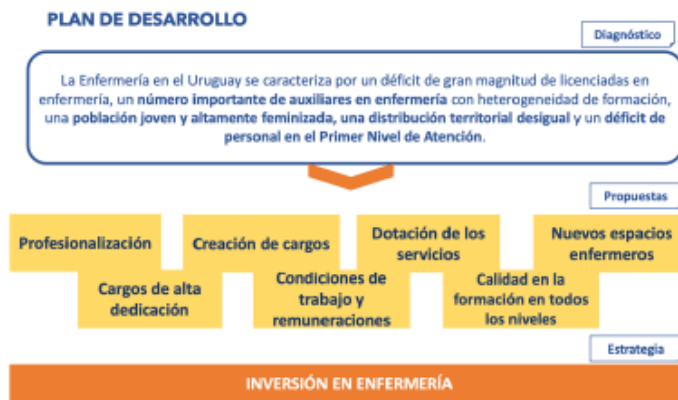 PLAN DE DESARROLLO
Diagnóstico
La Enfermería en el Uruguay se caracteriza por un déficit de gran magnitud de licenciadas en
enfermería, un número importante de auxiliares en enfermería con heterogeneidad de formación,
una población joven y altamente feminizada, una distribución territorial desigual y un déficit de
personal en el Primer Nivel de Atención.
Propuestas
Profesionalización
Creación de cargos
Dotación de los
servicios
Nuevos espacios
enfermeros
Cargos de alta
dedicación
Condiciones de
trabajo y
remuneraciones
Calidad en la
formación en todos
los niveles
Estrategia
INVERSIÓN EN ENFERMERÍA